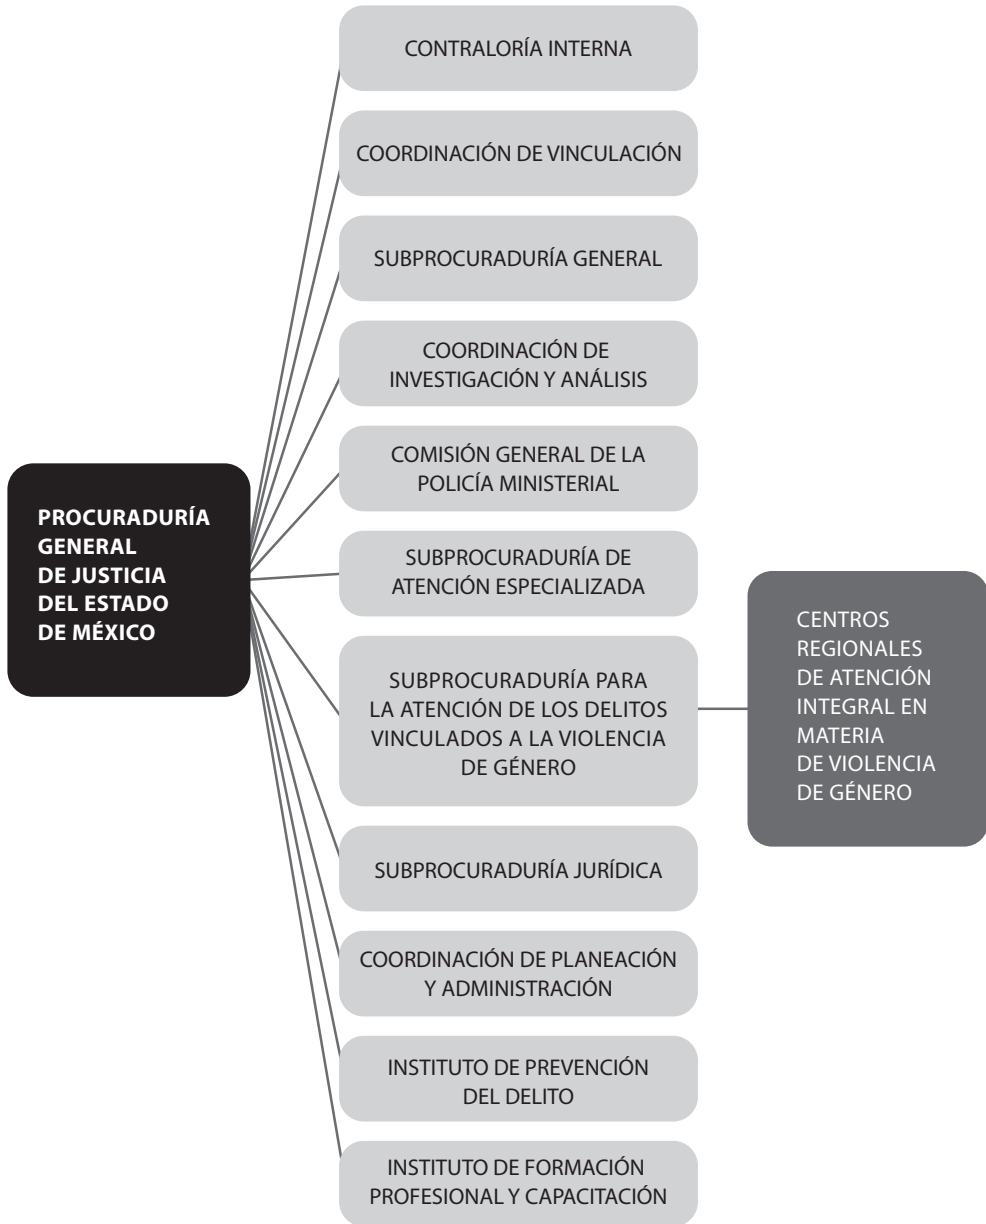 PROCURADURÍA
GENERAL
DE JUSTICIA
DEL ESTADO
DE MÉXICO
CONTRALORÍA INTERNA
COORDINACIÓN DE VINCULACIÓN
SUBPROCURADURÍA GENERAL
COORDINACIÓN DE
INVESTIGACIÓN Y ANÁLISIS
COMISIÓN GENERAL DE LA
POLICÍA MINISTERIAL
SUBPROCURADURÍA DE
ATENCIÓN ESPECIALIZADA
SUBPROCURADURÍA PARA
LA ATENCIÓN DE LOS DELITOS
VINCULADOS A LA VIOLENCIA
DE GÉNERO
CENTROS
REGIONALES
DE ATENCIÓN
INTEGRAL EN
MATERIA
DE VIOLENCIA
DE GÉNERO
SUBPROCURADURÍA JURÍDICA
COORDINACIÓN DE PLANEACIÓN
Y ADMINISTRACIÓN
INSTITUTO DE PREVENCIÓN
DEL DELITO
INSTITUTO DE FORMACIÓN
PROFESIONAL Y CAPACITACIÓN